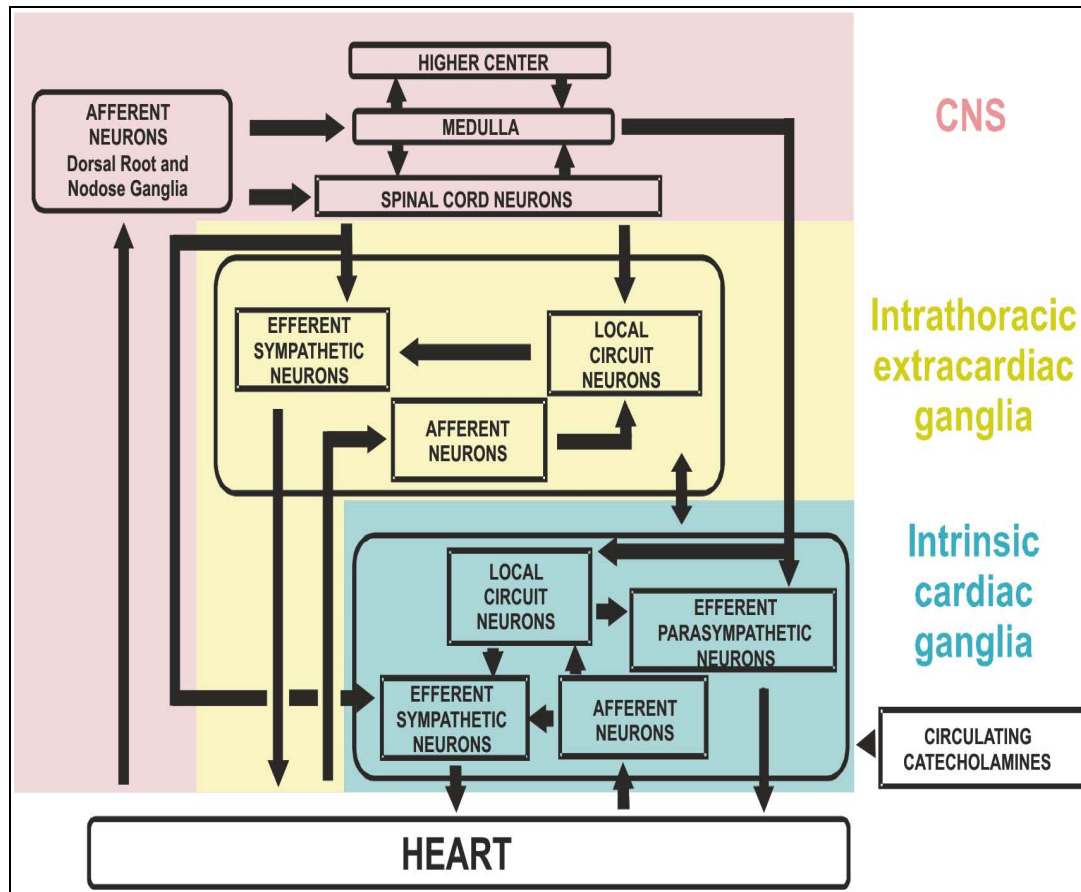 HIGHER CENTER
CNS
AFFERENT
NEURONS
Dorsal Root and
Nodose Ganglia
MEDULLA
SPINAL CORD NEURONS
Intrathoracic
extracardiac
ganglia
EFFERENT
SYMPATHETIC
NEURONS
LOCAL
CIRCUIT
NEURONS
AFFERENT
NEURONS
Intrinsic
cardiac
ganglia
LOCAL
CIRCUIT
NEURONS
EFFERENT
PARASYMPATHETIC
NEURONS
EFFERENT
SYMPATHETIC
NEURONS
AFFERENT
NEURONS
CIRCULATING
CATECHOLAMINES
HEART